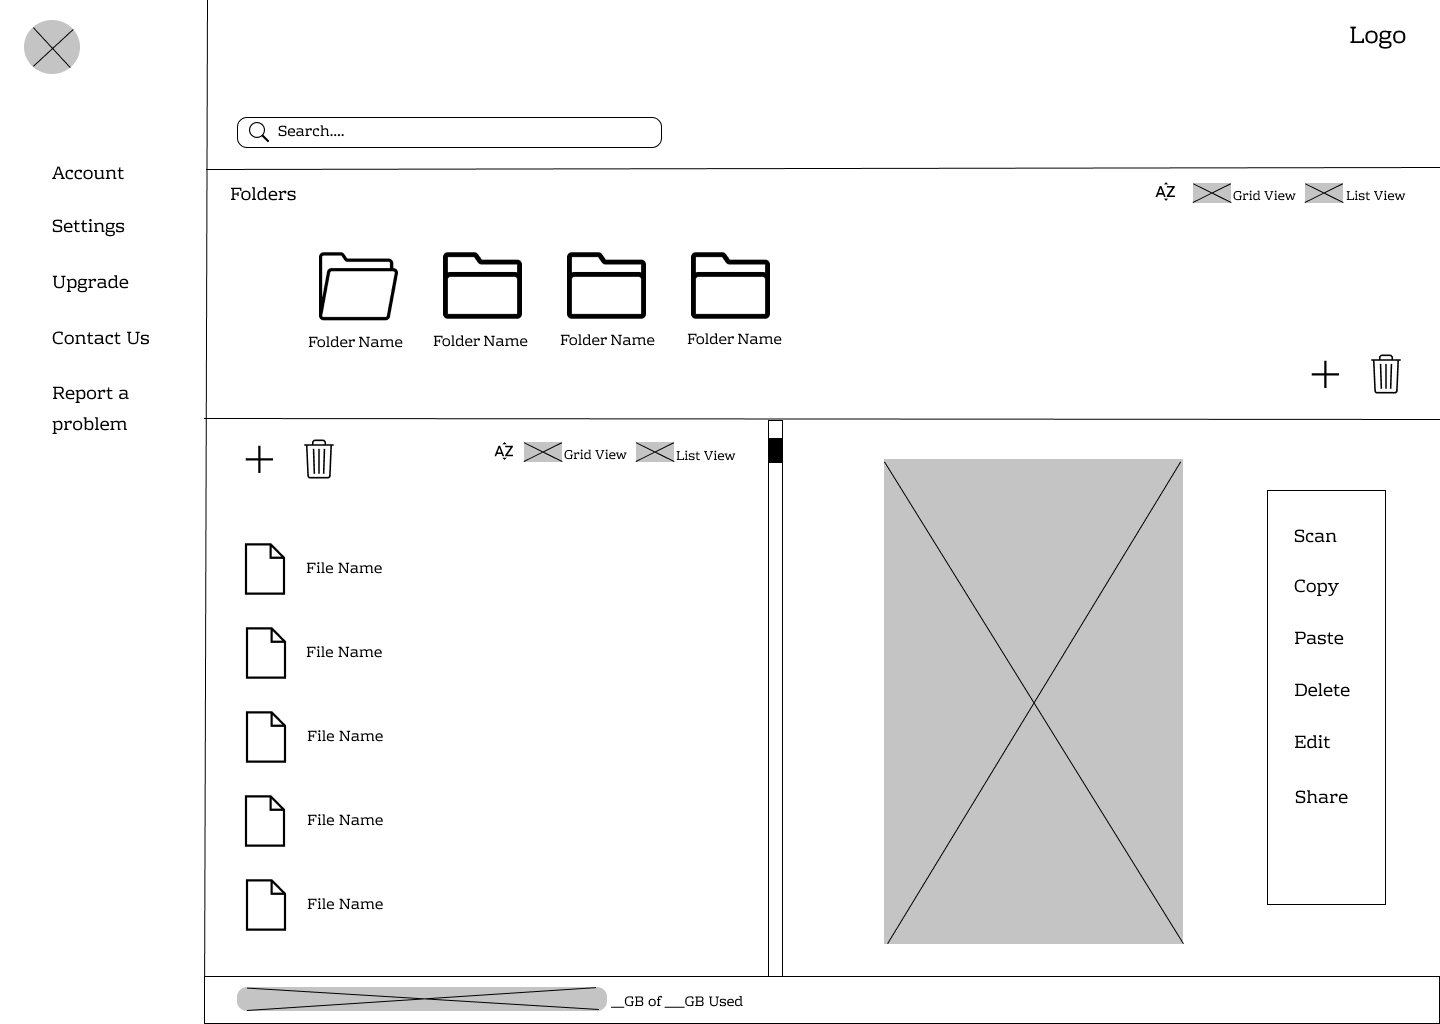 Logo
Search....
Account
Settings
Upgrade
Contact Us
Report a
problem
Folders
AZ Grid View List View
Folder Name Folder Name Folder Name Folder Name
AZ Grid View List View
File Name
File Name
File Name
File Name
File Name
Scan
Copy
Paste
Delete
Edit
Share
__GB of ___GB Used